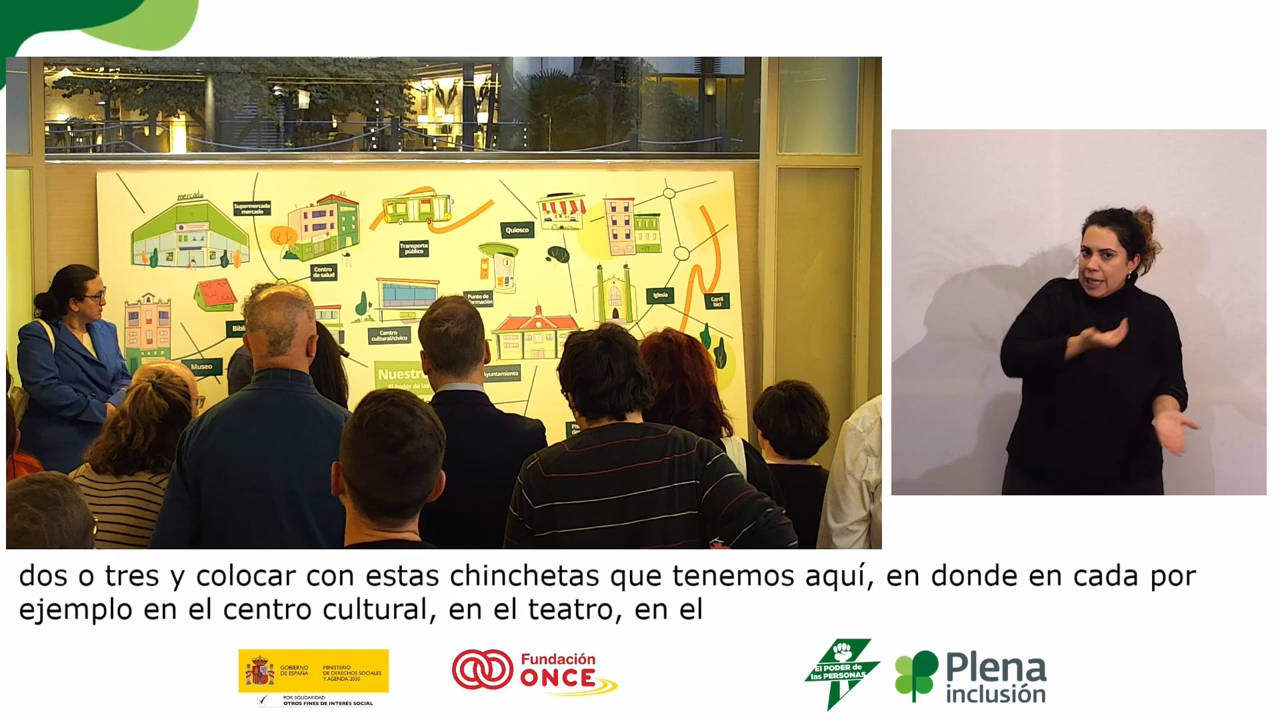 mercado
Supermercado
mercado
Centro
de salud
Transporte
público
Quiosco
Punto de
Iglesia
Carril
bici
Centro
cultural/cívico
Museo
Ayuntamiento
dos o tres y colocar con estas chinchetas que tenemos aquí, en donde en cada por
ejemplo en el centro cultural, en el teatro, en el
GOBIERNO
DE ESPAÑA
MINISTERIO
DE DERECHOS SOCIALES
Y AGENDA 2030
POR SOLIDARIDAD
OTROS FINES DE INTERÉS SOCIAL
Fundación
ONCE
EL PODER de
las PERSONAS
Plena
inclusión